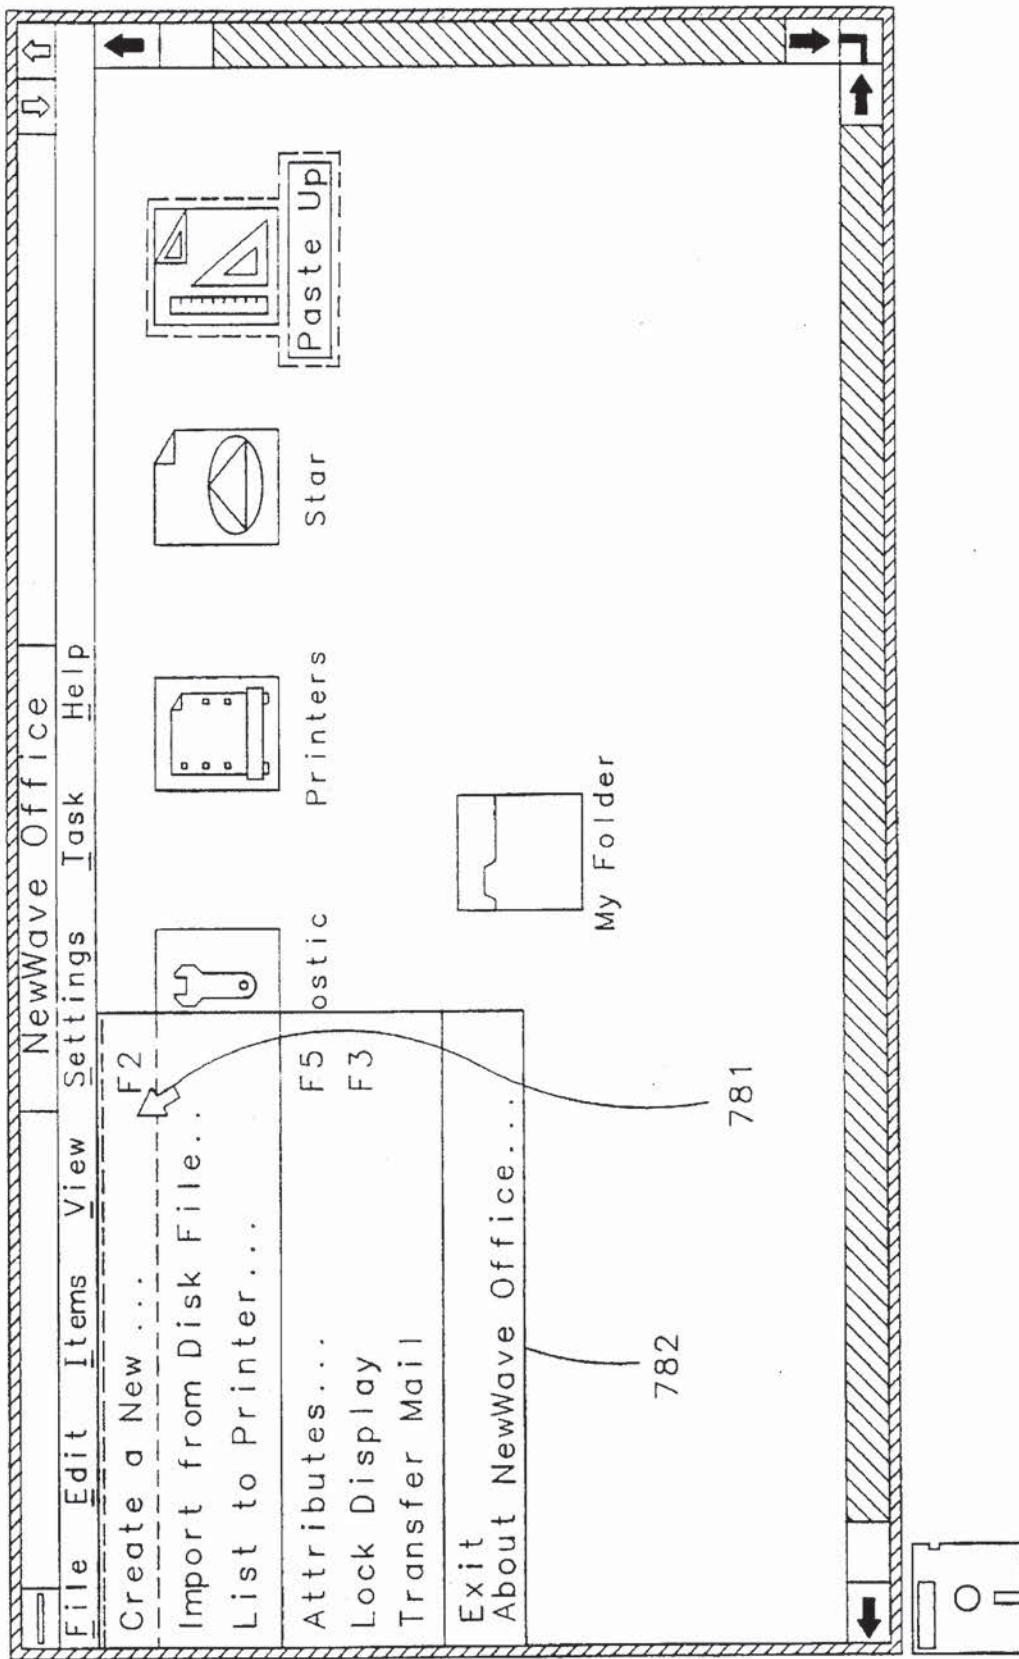 NewWave Office
File Edit Items View Settings Task Help
Create a New ... F2
Import from Disk File...
List to Printer...
Attributes... F5
Lock Display F3
Transfer Mail
Exit
About NewWave Office...
ostic
Printers
Star
Paste Up
My Folder
781
782